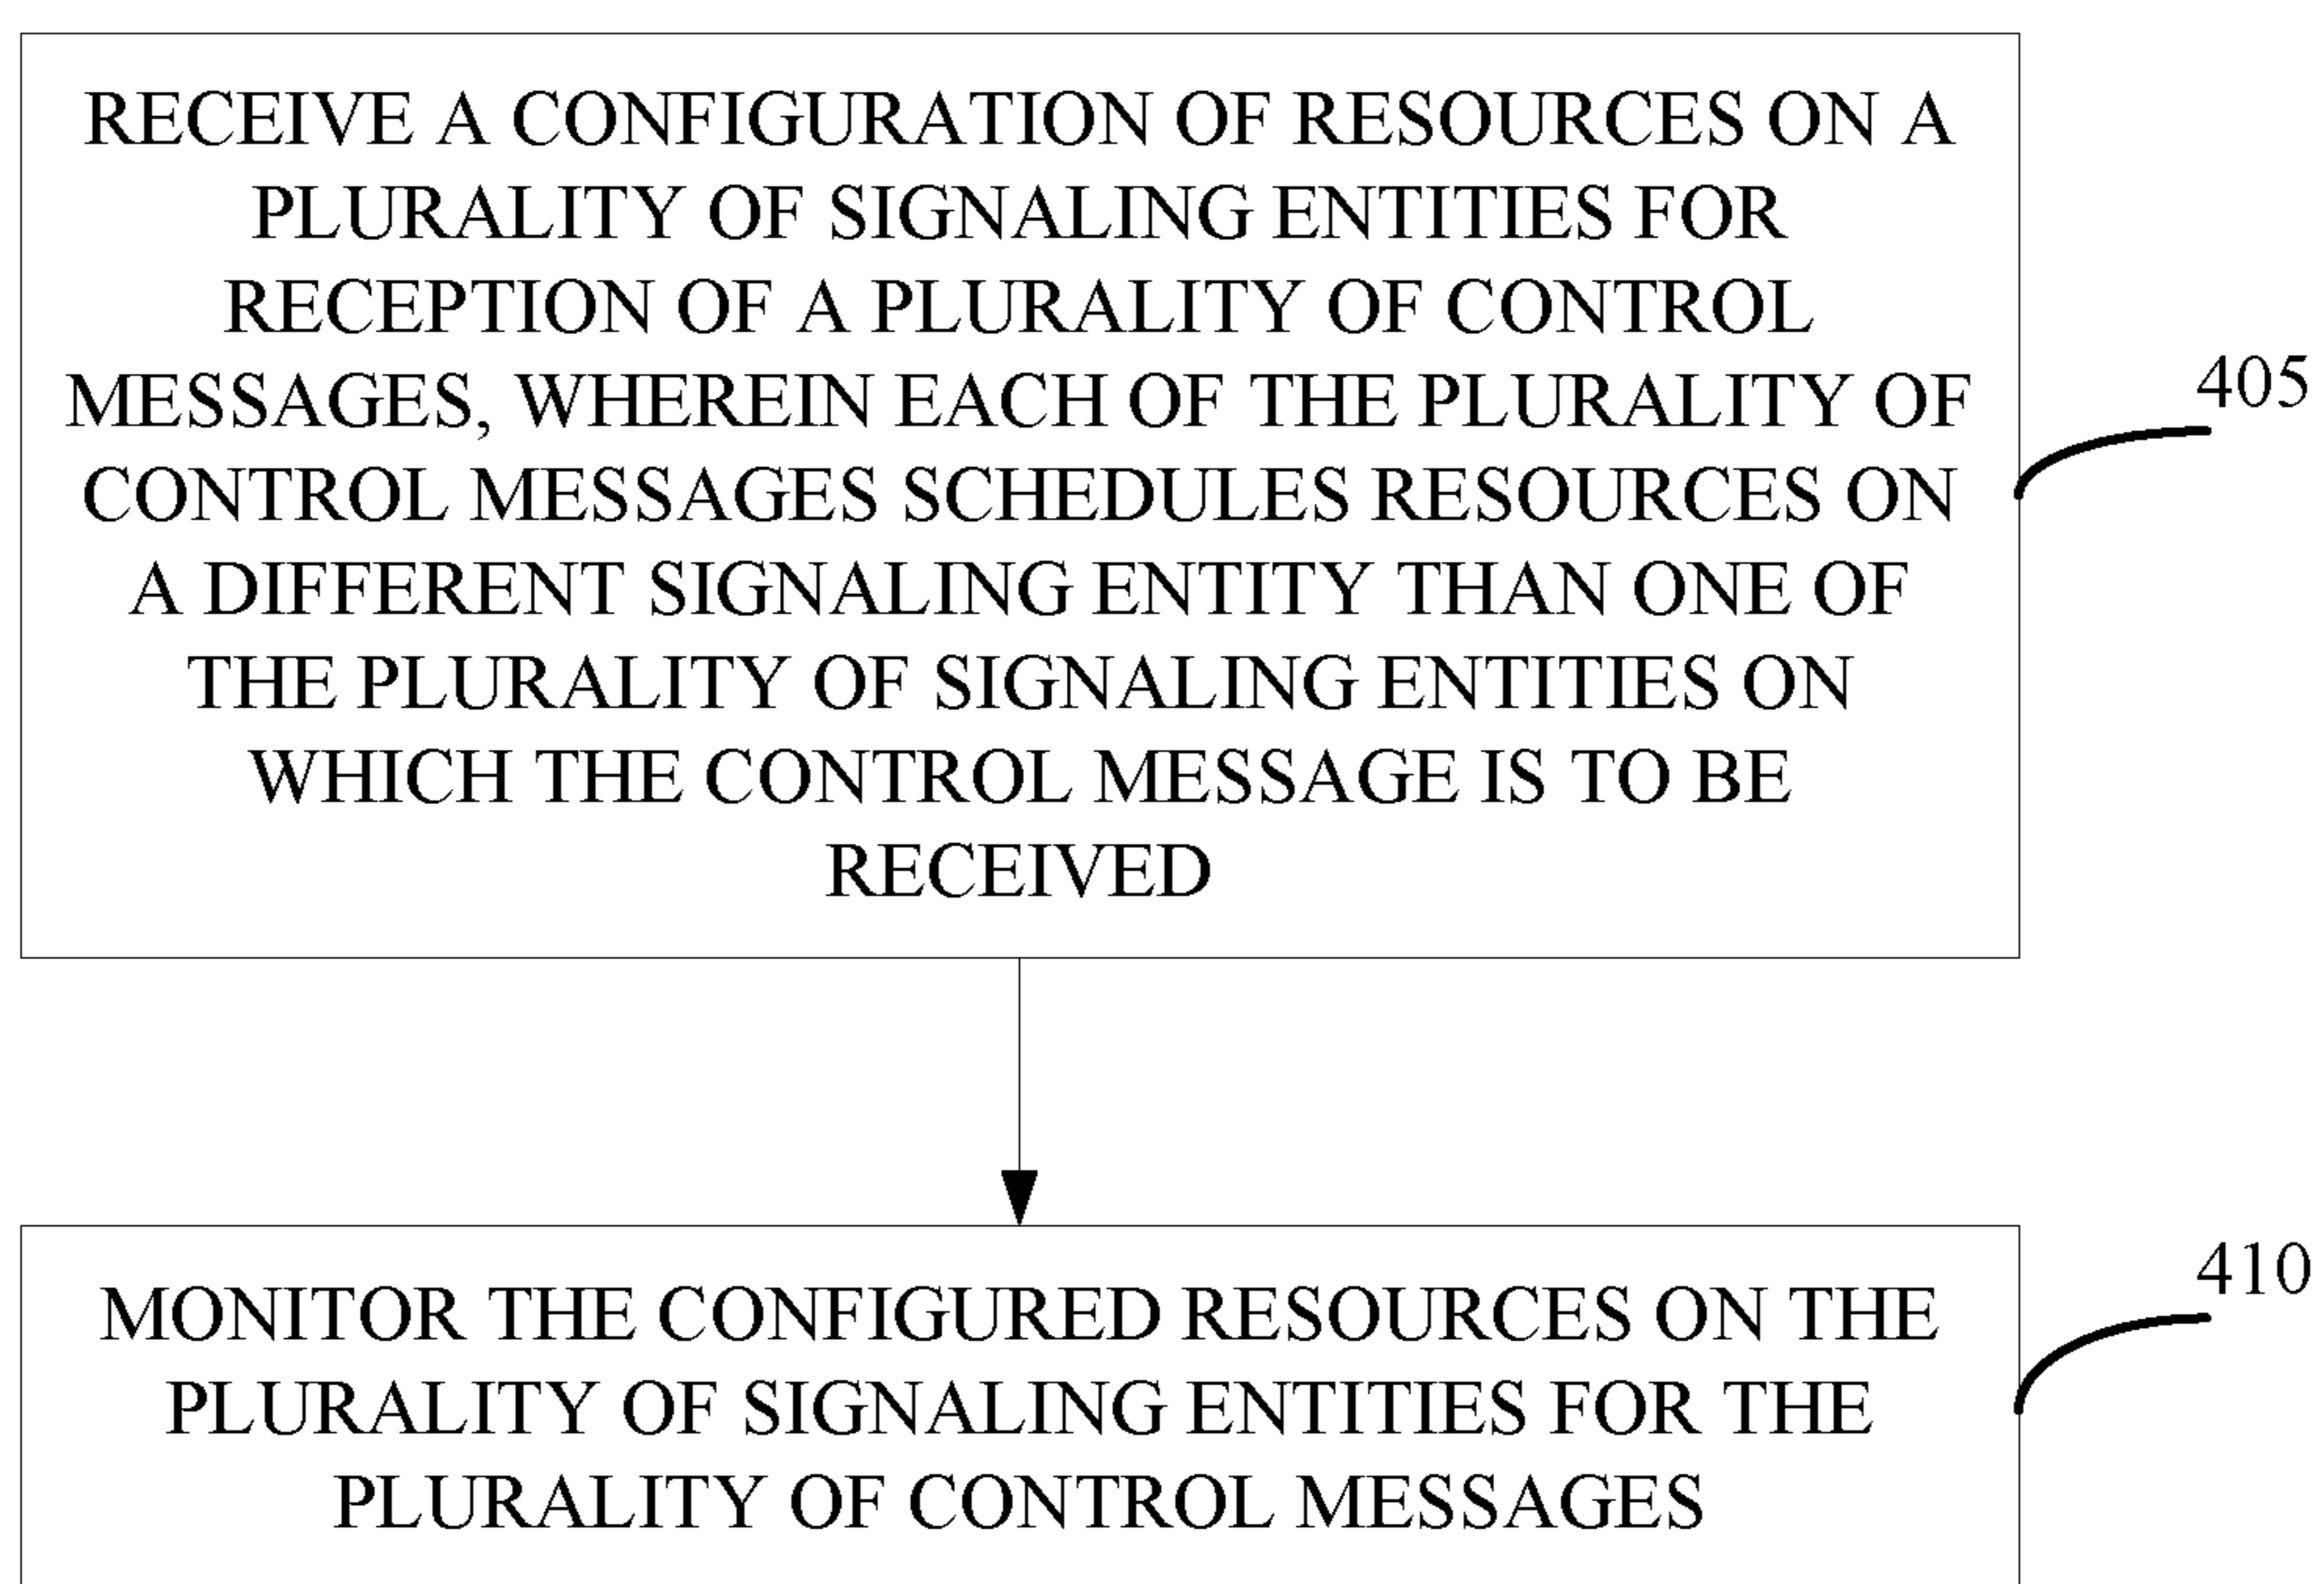 RECEIVE A CONFIGURATION OF RESOURCES ON A
PLURALITY OF SIGNALING ENTITIES FOR
RECEPTION OF A PLURALITY OF CONTROL
MESSAGES, WHEREIN EACH OF THE PLURALITY OF
CONTROL MESSAGES SCHEDULES RESOURCES ON
A DIFFERENT SIGNALING ENTITY THAN ONE OF
THE PLURALITY OF SIGNALING ENTITIES ON
WHICH THE CONTROL MESSAGE IS TO BE
RECEIVED
405
MONITOR THE CONFIGURED RESOURCES ON THE
PLURALITY OF SIGNALING ENTITIES FOR THE
PLURALITY OF CONTROL MESSAGES
410